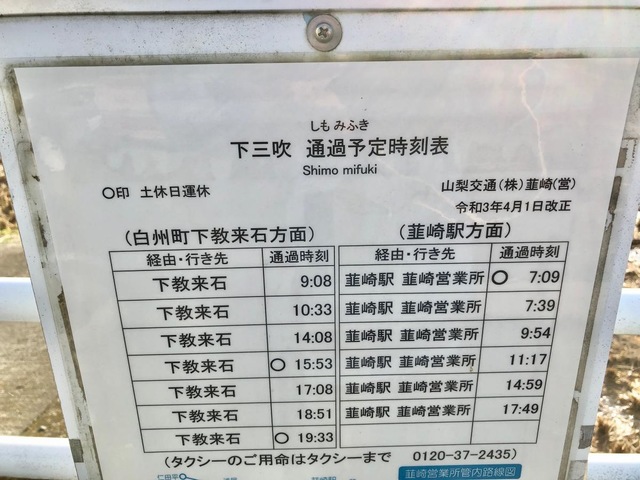 しも みふき
下三吹 通過予定時刻表
Shimo mifuki
〇印 土休日運休
山梨交通(株)韮崎(営)
令和3年4月1日改正
(白州町下教来石方面)
経由・行き先 通過時刻
下教来石 9:08
下教来石 10:33
下教来石 14:08
下教来石 〇 15:53
下教来石 17:08
下教来石 18:51
下教来石 〇 19:33
(韮崎駅方面)
経由・行き先 通過時刻
韮崎駅 韮崎営業所 〇 7:09
韮崎駅 韮崎営業所 7:39
韮崎駅 韮崎営業所 9:54
韮崎駅 韮崎営業所 11:17
韮崎駅 韮崎営業所 14:59
韮崎駅 韮崎営業所 17:49
(タクシーのご用命はタクシーまで 0120-37-2435)
韮崎営業所管内路線図